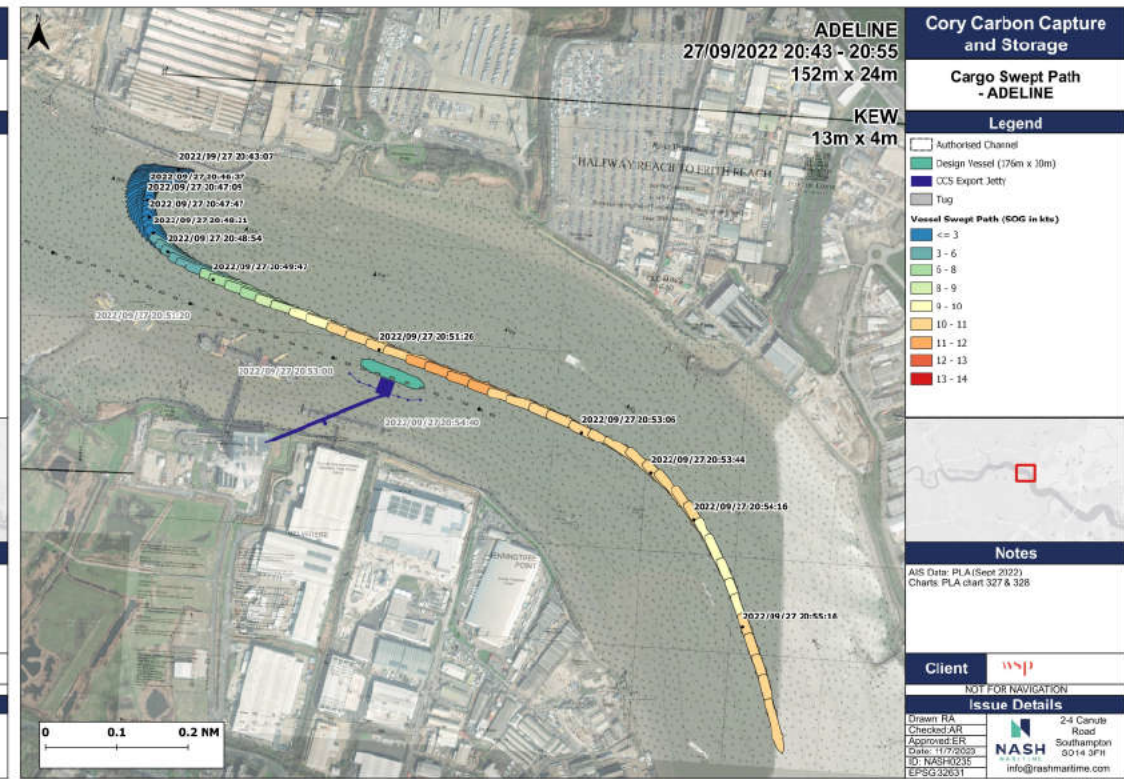 ADELINE
27/09/2022 20:43 - 20:55
152m x 24m
KEW
13m x 4m
HALFWAY REACH TO ERITH REACH
2022/09/27 20:43:07
2022/09/27 20:46:37
2022/09/27 20:47:09
2022/09/27 20:47:47
2022/09/27 20:48:21
2022/09/27 20:48:54
2022/09/27 20:49:47
2022/09/27 20:51:20
2022/09/27 20:51:26
2022/09/27 20:53:00
2022/09/27 20:54:40
2022/09/27 20:53:06
2022/09/27 20:53:44
2022/09/27 20:54:16
2022/09/27 20:55:16
BELVEDERE
JENNINGTREE
POINT
0 0.1 0.2 NM
Cory Carbon Capture
and Storage
Cargo Swept Path
- ADELINE
Legend
Authorised Channel
Design Vessel (176m x 30m)
CCS Export Jetty
Tug
Vessel Swept Path (SOG in kts)
<= 3
3 - 6
6 - 8
8 - 9
9 - 10
10 - 11
11 - 12
12 - 13
13 - 14
Notes
AIS Data: PLA (Sept 2022)
Charts: PLA chart 327 & 328
Client
wsp
NOT FOR NAVIGATION
Issue Details
Drawn: RA
Checked: AR
Approved: ER
Date: 11/7/2023
ID: NASH0235
EPSG:32631
NASH
MARITIME
2-4 Canute
Road
Southampton
SO14 3FH
info@nashmaritime.com